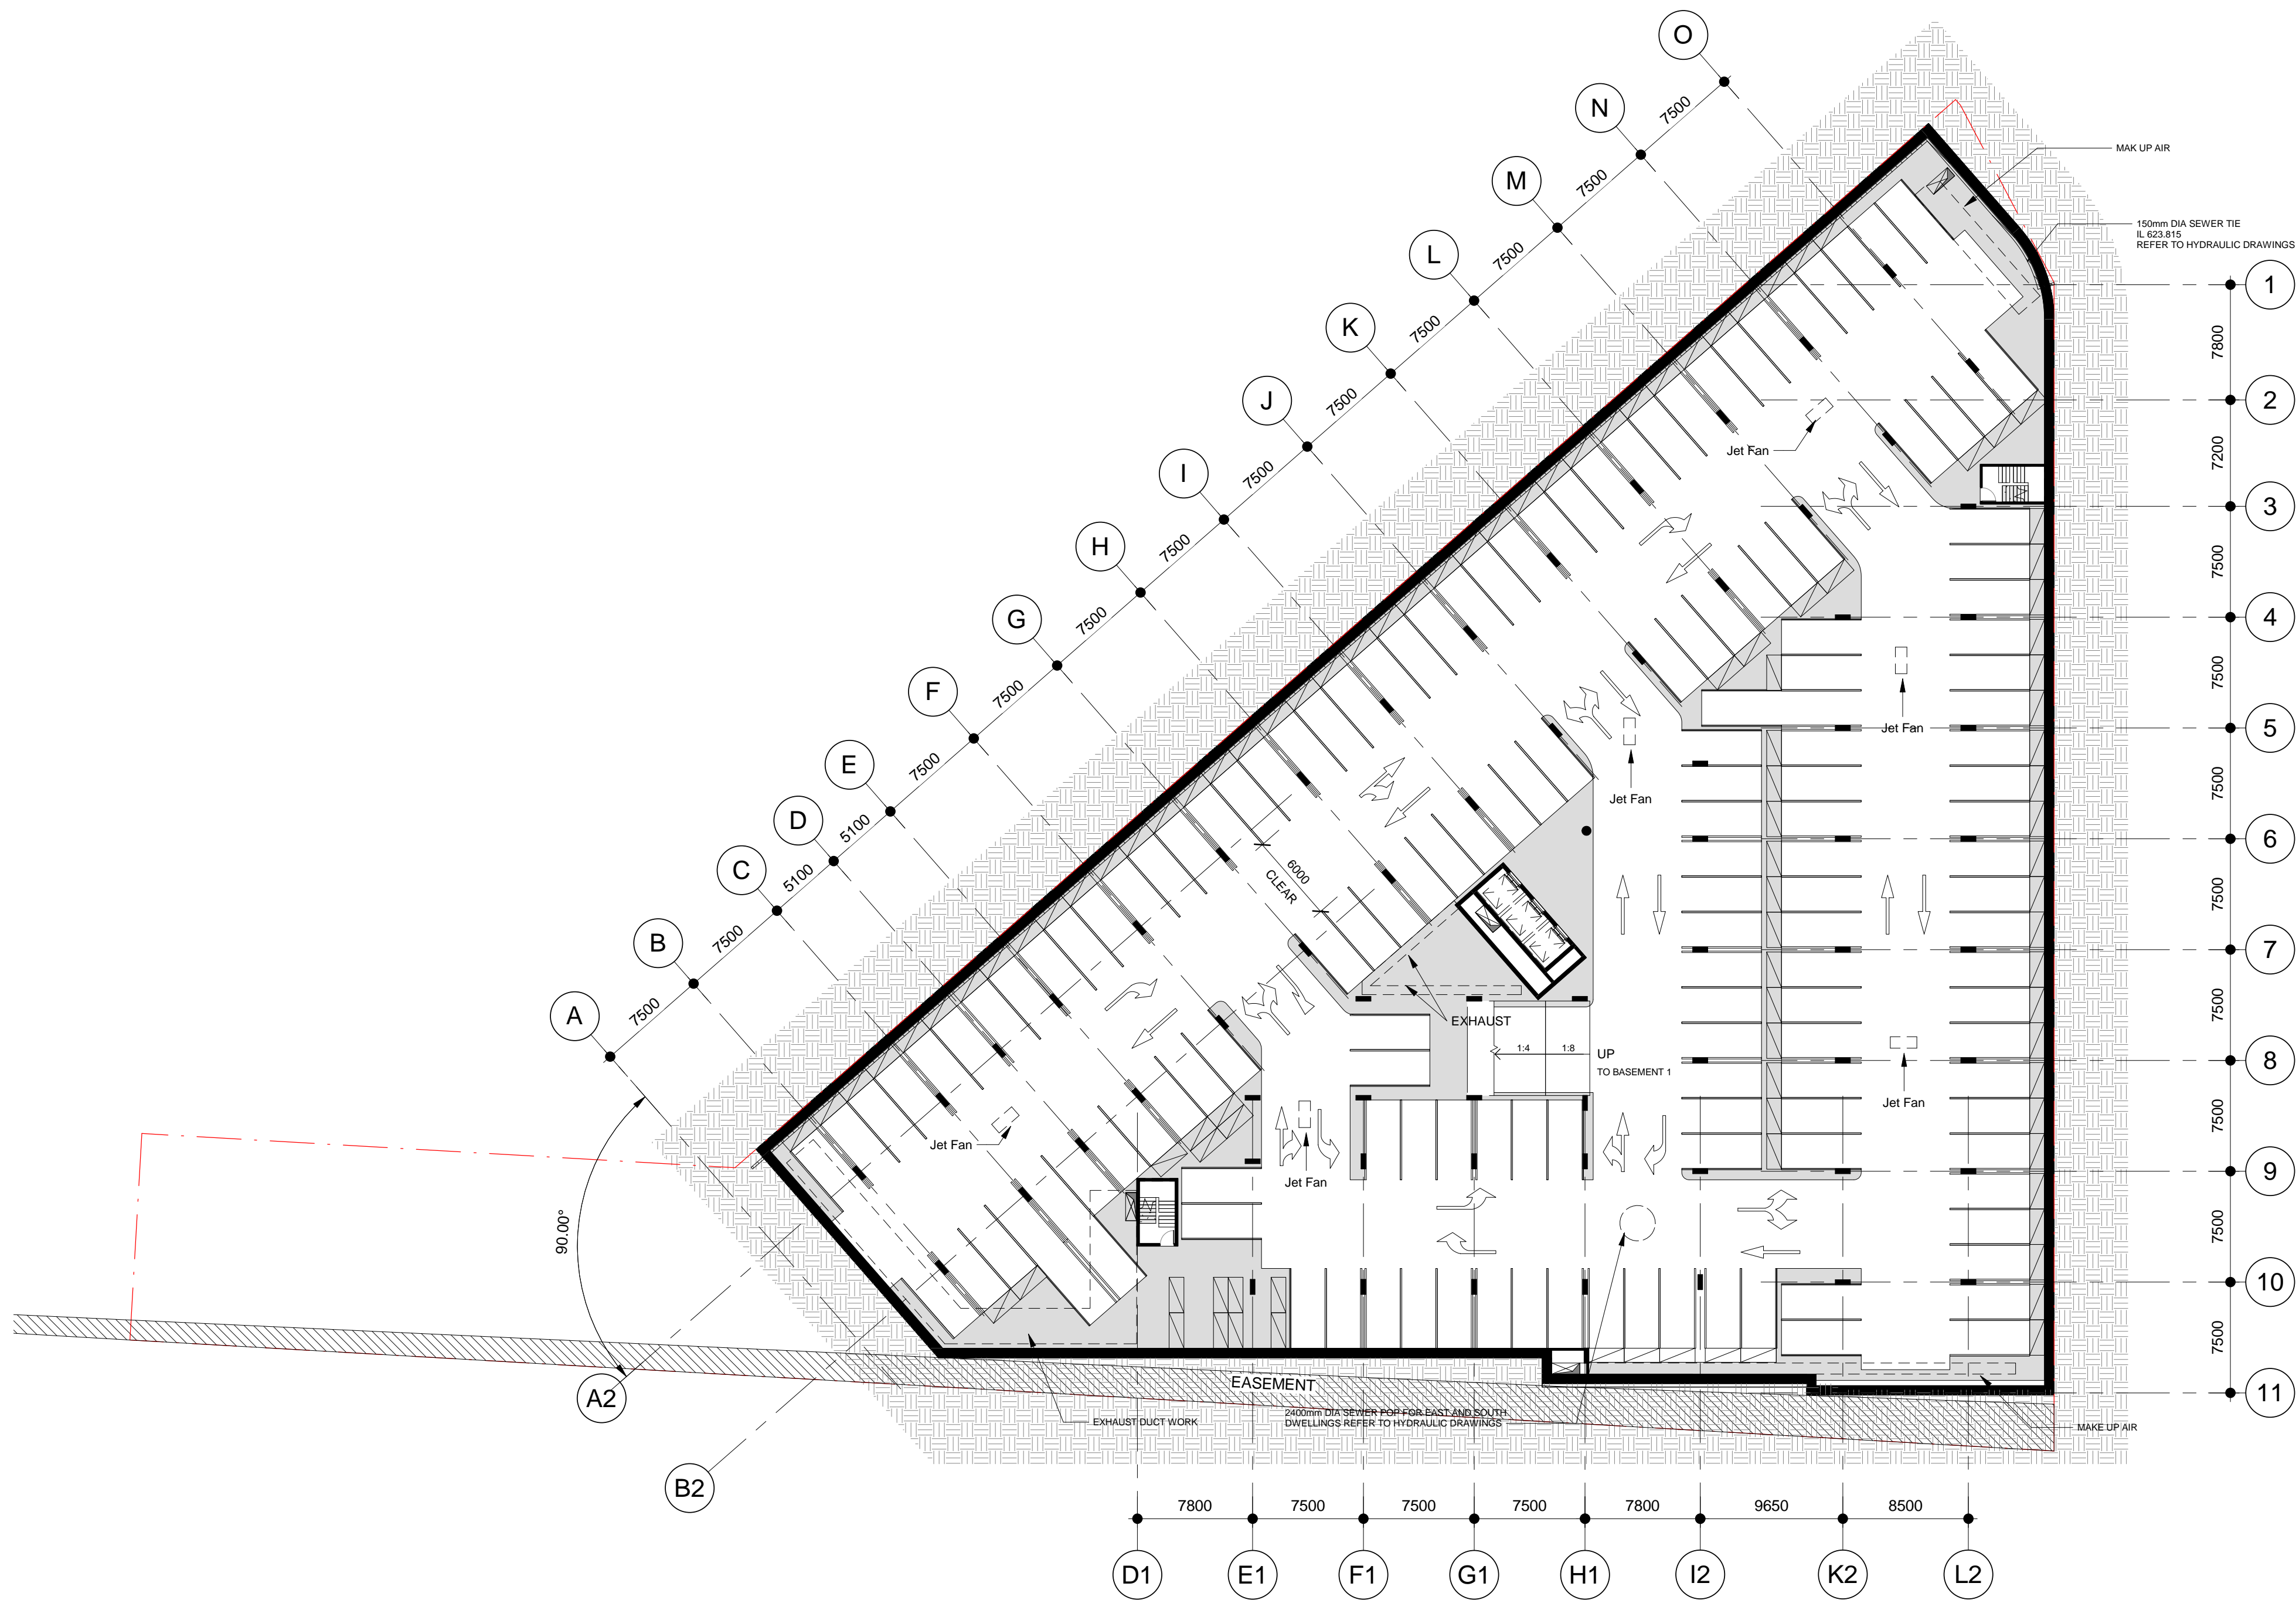 O
N
M
L
K
J
I
H
G
F
E
D
C
B
A
7500
7500
7500
7500
7500
7500
7500
7500
7500
7500
7500
5100
5100
7500
7500
MAK UP AIR
150mm DIA SEWER TIE
IL 623.815
REFER TO HYDRAULIC DRAWINGS
1
7800
2
7200
3
7500
4
7500
5
7500
6
7500
7
7500
8
7500
9
7500
10
7500
11
Jet Fan
Jet Fan
Jet Fan
Jet Fan
Jet Fan
Jet Fan
6000
CLEAR
EXHAUST
1:4
1:8
UP
TO BASEMENT 1
90.00°
A2
B2
EASEMENT
EXHAUST DUCT WORK
2400mm DIA SEWER POP FOR EAST AND SOUTH
DWELLINGS REFER TO HYDRAULIC DRAWINGS
MAKE UP AIR
7800
7500
7500
7500
7800
9650
8500
D1
E1
F1
G1
H1
I2
K2
L2